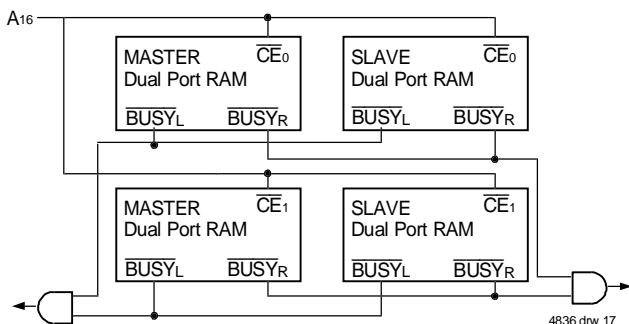 A16
MASTER
Dual Port RAM
CE0
BUSYL BUSYR
SLAVE
Dual Port RAM
CE0
BUSYL BUSYR
MASTER
Dual Port RAM
CE1
BUSYL BUSYR
SLAVE
Dual Port RAM
CE1
BUSYL BUSYR
4836 drw 17